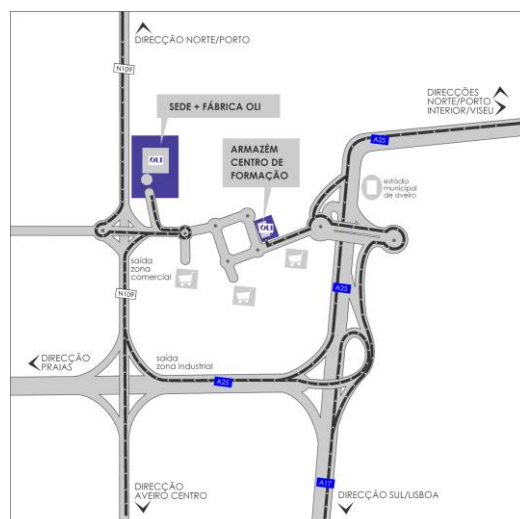 DIRECÇÃO NORTE/PORTO
N109
DIRECÇÕES
NORTE/PORTO
INTERIOR/VISEU
SEDE + FÁBRICA OLI
OLI
ARMAZÉM
CENTRO DE
FORMAÇÃO
A25
estádio
municipal
de aveiro
OLI
saída
zona
comercial
N109
A25
DIRECÇÃO
PRAIAS
saída
zona industrial
A25
DIRECÇÃO
AVEIRO CENTRO
A17
DIRECÇÃO SUL/LISBOA